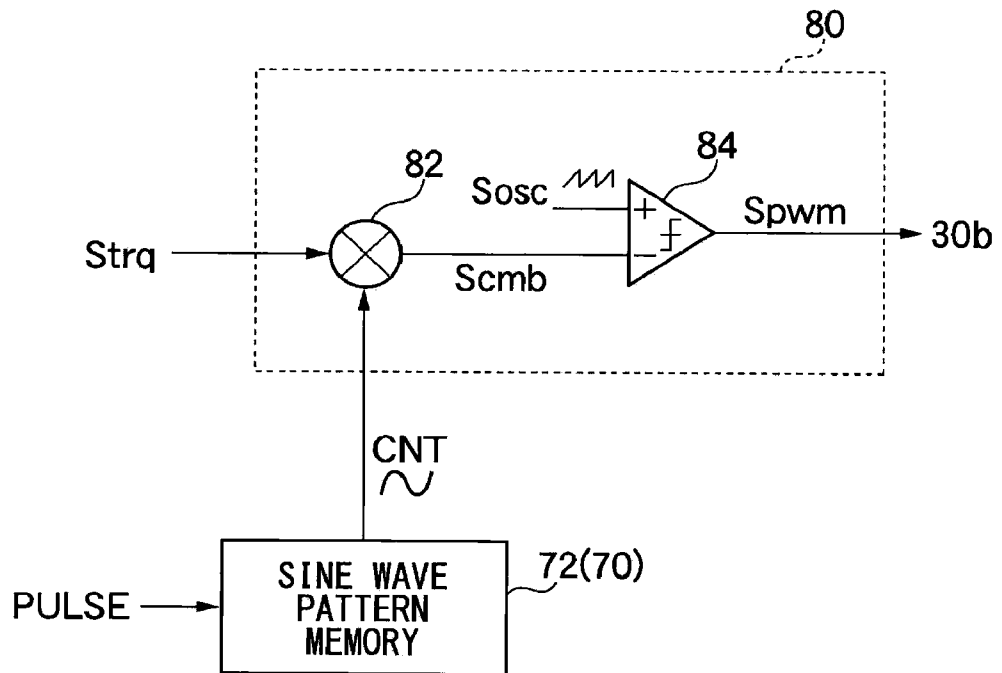 80
82
84
Sosc
+
Spwm
30b
Strq
−
Scmb
CNT
72(70)
SINE WAVE
PATTERN
MEMORY
PULSE